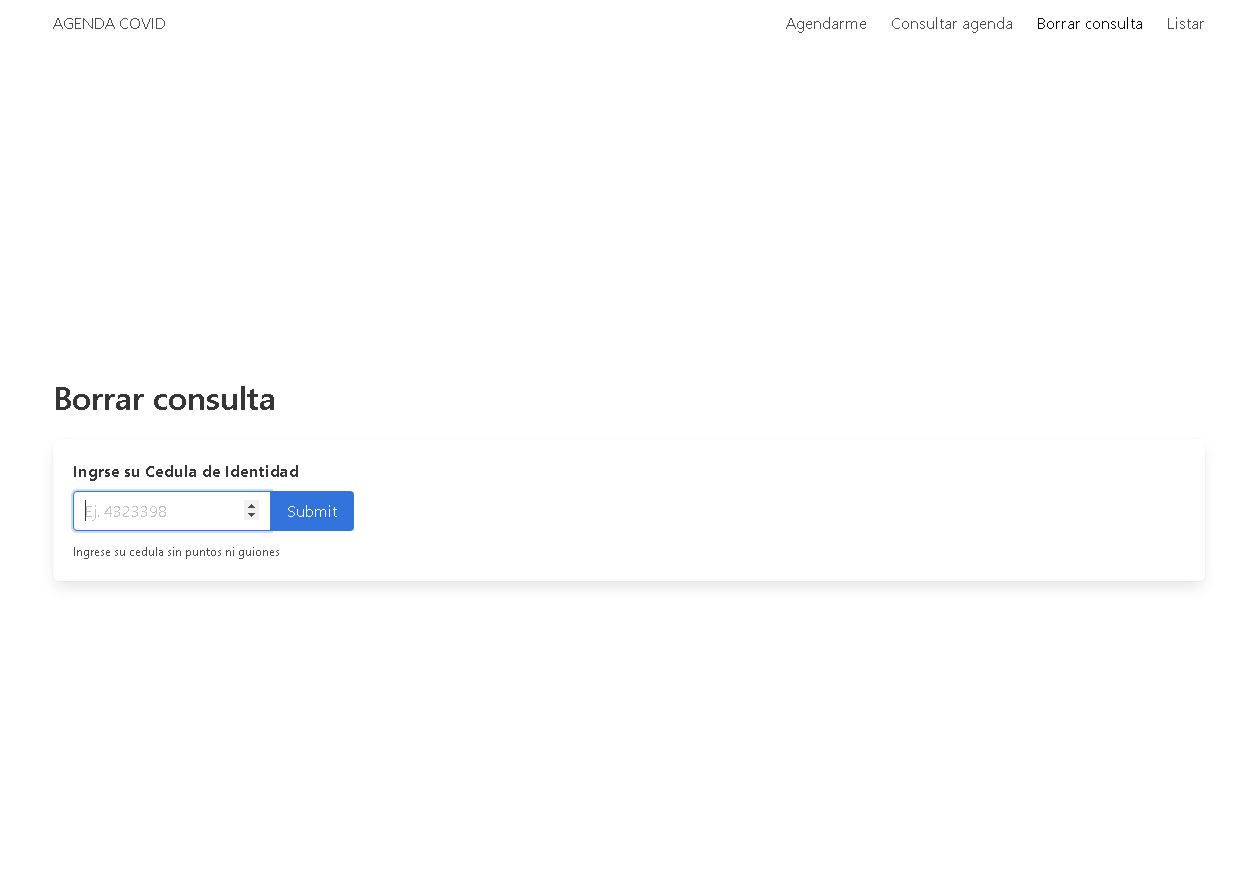 AGENDA COVID
Agendarme Consultar agenda Borrar consulta Listar
Borrar consulta
Ingrse su Cedula de Identidad
Ej. 4323398 Submit
Ingrese su cedula sin puntos ni guiones